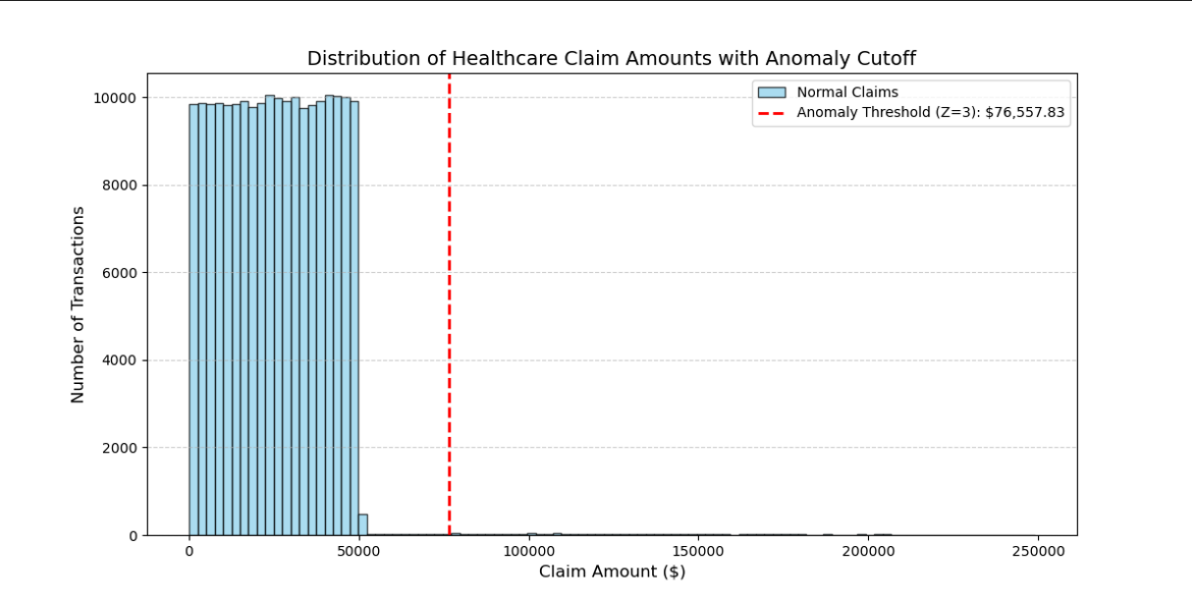 Distribution of Healthcare Claim Amounts with Anomaly Cutoff
Normal Claims
Anomaly Threshold (Z=3): $76,557.83
Number of Transactions
10000
8000
6000
4000
2000
0
0 50000 100000 150000 200000 250000
Claim Amount ($)